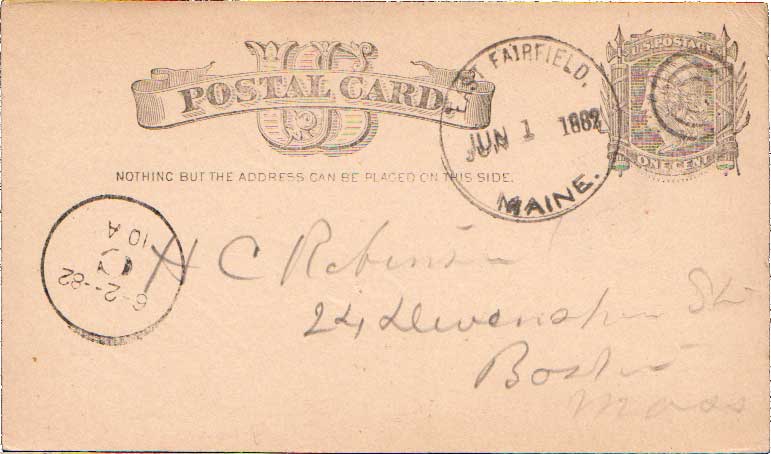 US
POSTAL CARD
U.S. POSTAGE
ONE CENT
FAIRFIELD,
JUN 1 1882
MAINE.
NOTHING BUT THE ADDRESS CAN BE PLACED ON THIS SIDE.
6-2-82
10 A
H C Robinson
24 Devonshire St
Boston
Mass